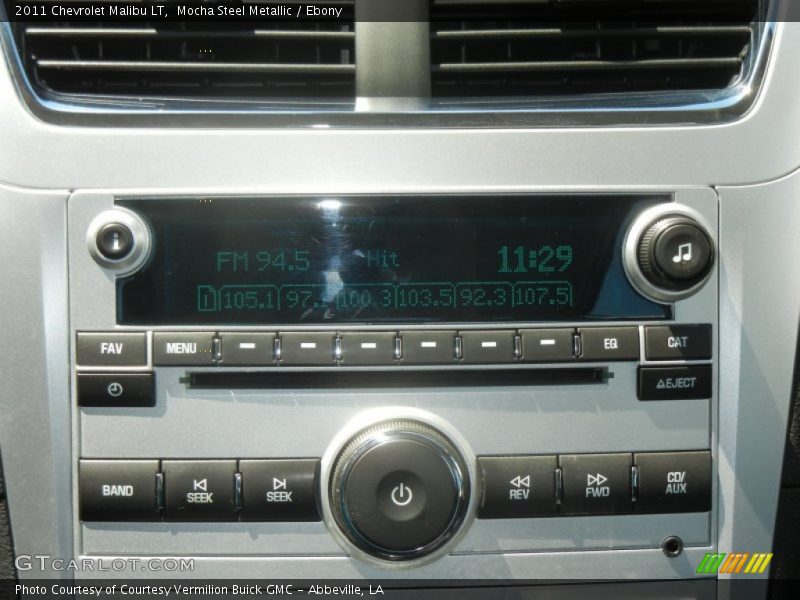 2011 Chevrolet Malibu LT,  Mocha Steel Metallic / Ebony
i
FM 94.5 Hit 11:29
1 105.1 97.1 100.3 103.5 92.3 107.5
FAV MENU EQ CAT
EJECT
BAND SEEK SEEK REV FWD CD/AUX
GTCarLot.com
Photo Courtesy of Courtesy Vermilion Buick GMC - Abbeville, LA